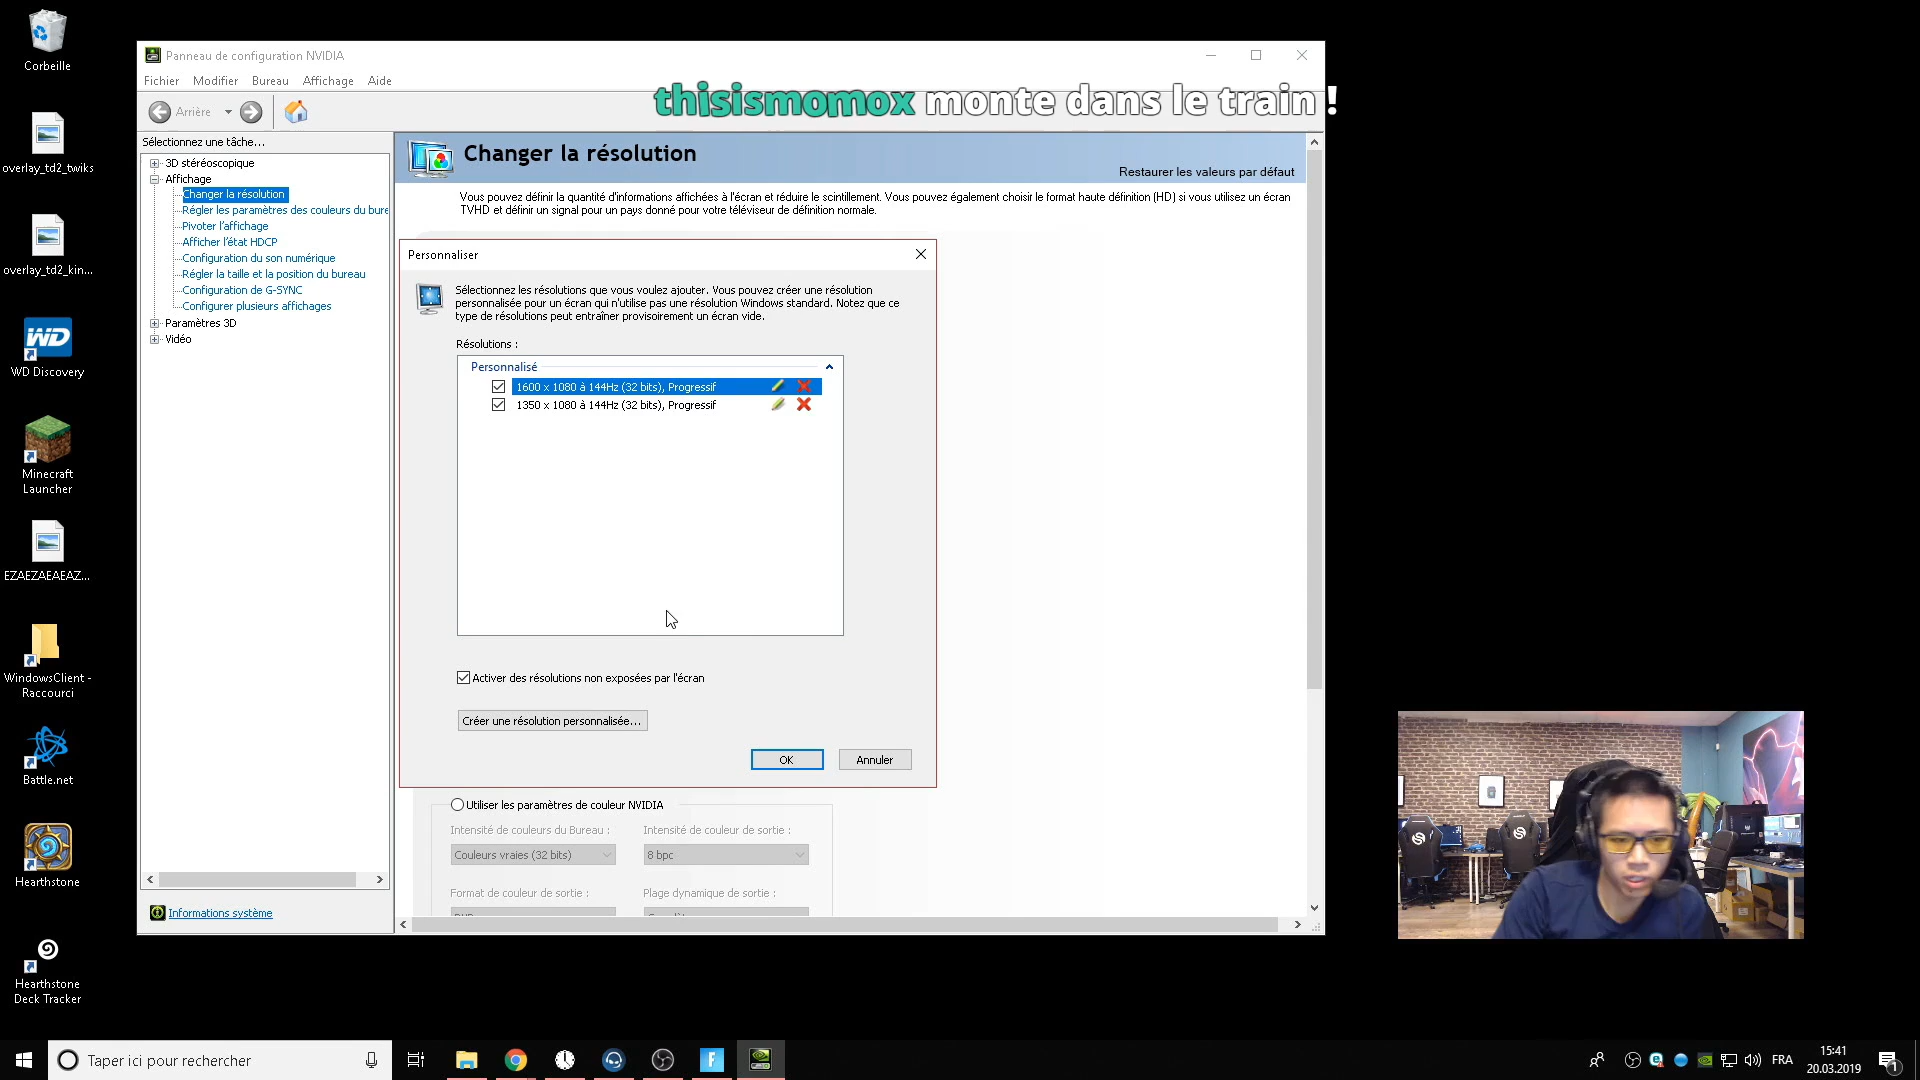 Corbeille
overlay_td2_twiks
overlay_td2_kin...
WD
WD Discovery
Minecraft
Launcher
EZAEZAEAEAZ...
WindowsClient -
Raccourci
Battle.net
Hearthstone
Hearthstone
Deck Tracker
Panneau de configuration NVIDIA
Fichier Modifier Bureau Affichage Aide
thisismomox monte dans le train !
Arrière
Sélectionnez une tâche...
3D stéréoscopique
Affichage
Changer la résolution
Régler les paramètres des couleurs du bure
Pivoter l'affichage
Afficher l'état HDCP
Configuration du son numérique
Régler la taille et la position du bureau
Configuration de G-SYNC
Configurer plusieurs affichages
Paramètres 3D
Vidéo
Informations système
Changer la résolution
Restaurer les valeurs par défaut
Vous pouvez définir la quantité d'informations affichées à l'écran et réduire le scintillement. Vous pouvez également choisir le format haute définition (HD) si vous utilisez un écran
TVHD et définir un signal pour un pays donné pour votre téléviseur de définition normale.
Personnaliser
Sélectionnez les résolutions que vous voulez ajouter. Vous pouvez créer une résolution
personnalisée pour un écran qui n'utilise pas une résolution Windows standard. Notez que ce
type de résolutions peut entraîner provisoirement un écran vide.
Résolutions :
Personnalisé
1600 x 1080 à 144Hz (32 bits), Progressif
1350 x 1080 à 144Hz (32 bits), Progressif
Activer des résolutions non exposées par l'écran
Créer une résolution personnalisée...
OK Annuler
Utiliser les paramètres de couleur NVIDIA
Intensité de couleurs du Bureau : Intensité de couleur de sortie :
Couleurs vraies (32 bits) 8 bpc
Format de couleur de sortie : Plage dynamique de sortie :
Taper ici pour rechercher
FRA
15:41
20.03.2019
1